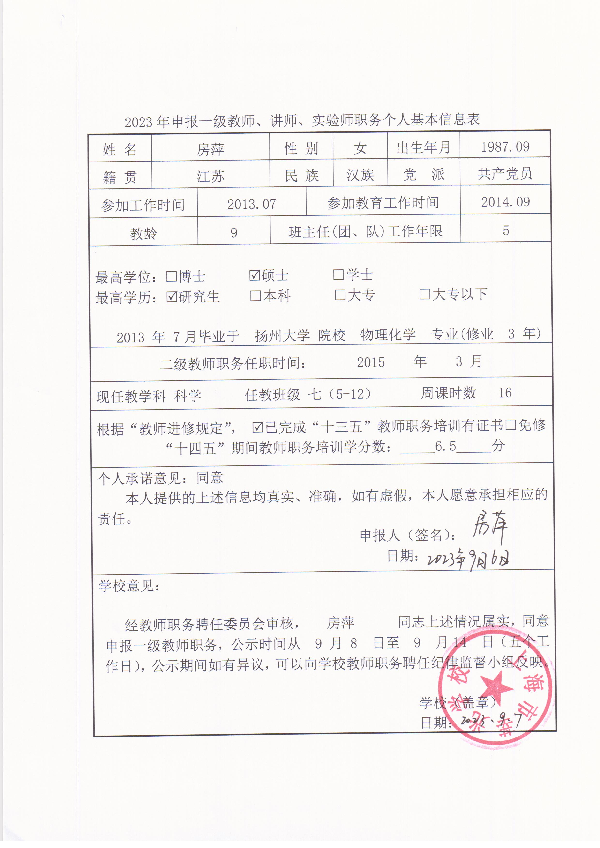 2023年申报一级教师、讲师、实验师职务个人基本信息表
姓 名 房萍 性 别 女 出生年月 1987.09
籍 贯 江苏 民 族 汉族 党 派 共产党员
参加工作时间 2013.07 参加教育工作时间 2014.09
教龄 9 班主任(团、队)工作年限 5
最高学位：☐博士 ☑硕士 ☐学士
最高学历：☑研究生 ☐本科 ☐大专 ☐大专以下
2013 年 7 月毕业于 扬州大学 院校 物理化学 专业(修业 3 年)
二级教师职务任职时间： 2015 年 3 月
现任教学科 科学 任教班级 七（5-12） 周课时数 16
根据“教师进修规定”， ☑已完成“十三五”教师职务培训有证书☐免修
“十四五”期间教师职务培训学分数：_____6.5_____分
个人承诺意见：同意
本人提供的上述信息均真实、准确，如有虚假，本人愿意承担相应的
责任。
申报人（签名）： 房萍
日期：2023年9月6日
学校意见：
经教师职务聘任委员会审核， 房萍 同志上述情况属实，同意
申报一级教师职务，公示时间从 9 月 8 日至 9 月 14 日（五个工
作日），公示期间如有异议，可以向学校教师职务聘任纪律监督小组反映。
学校（盖章）
日期：2023.9.7
上海市
学校